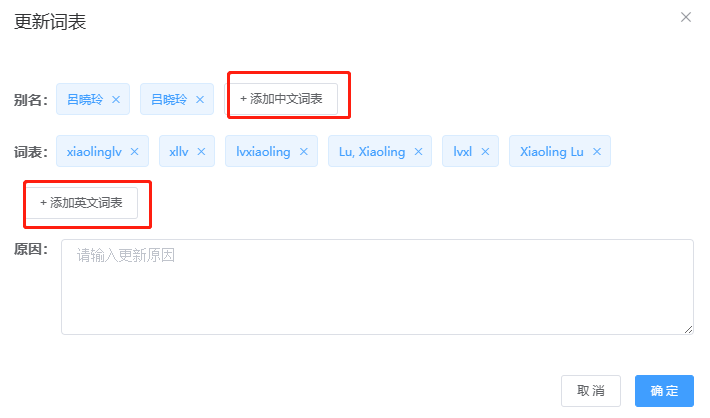 更新词表
别名: 呂曉玲 × 吕晓玲 × + 添加中文词表
词表: xiaolinglv × xllv × lvxiaoling × Lu, Xiaoling × lvxl × Xiaoling Lu ×
+ 添加英文词表
原因: 请输入更新原因
取消 确定